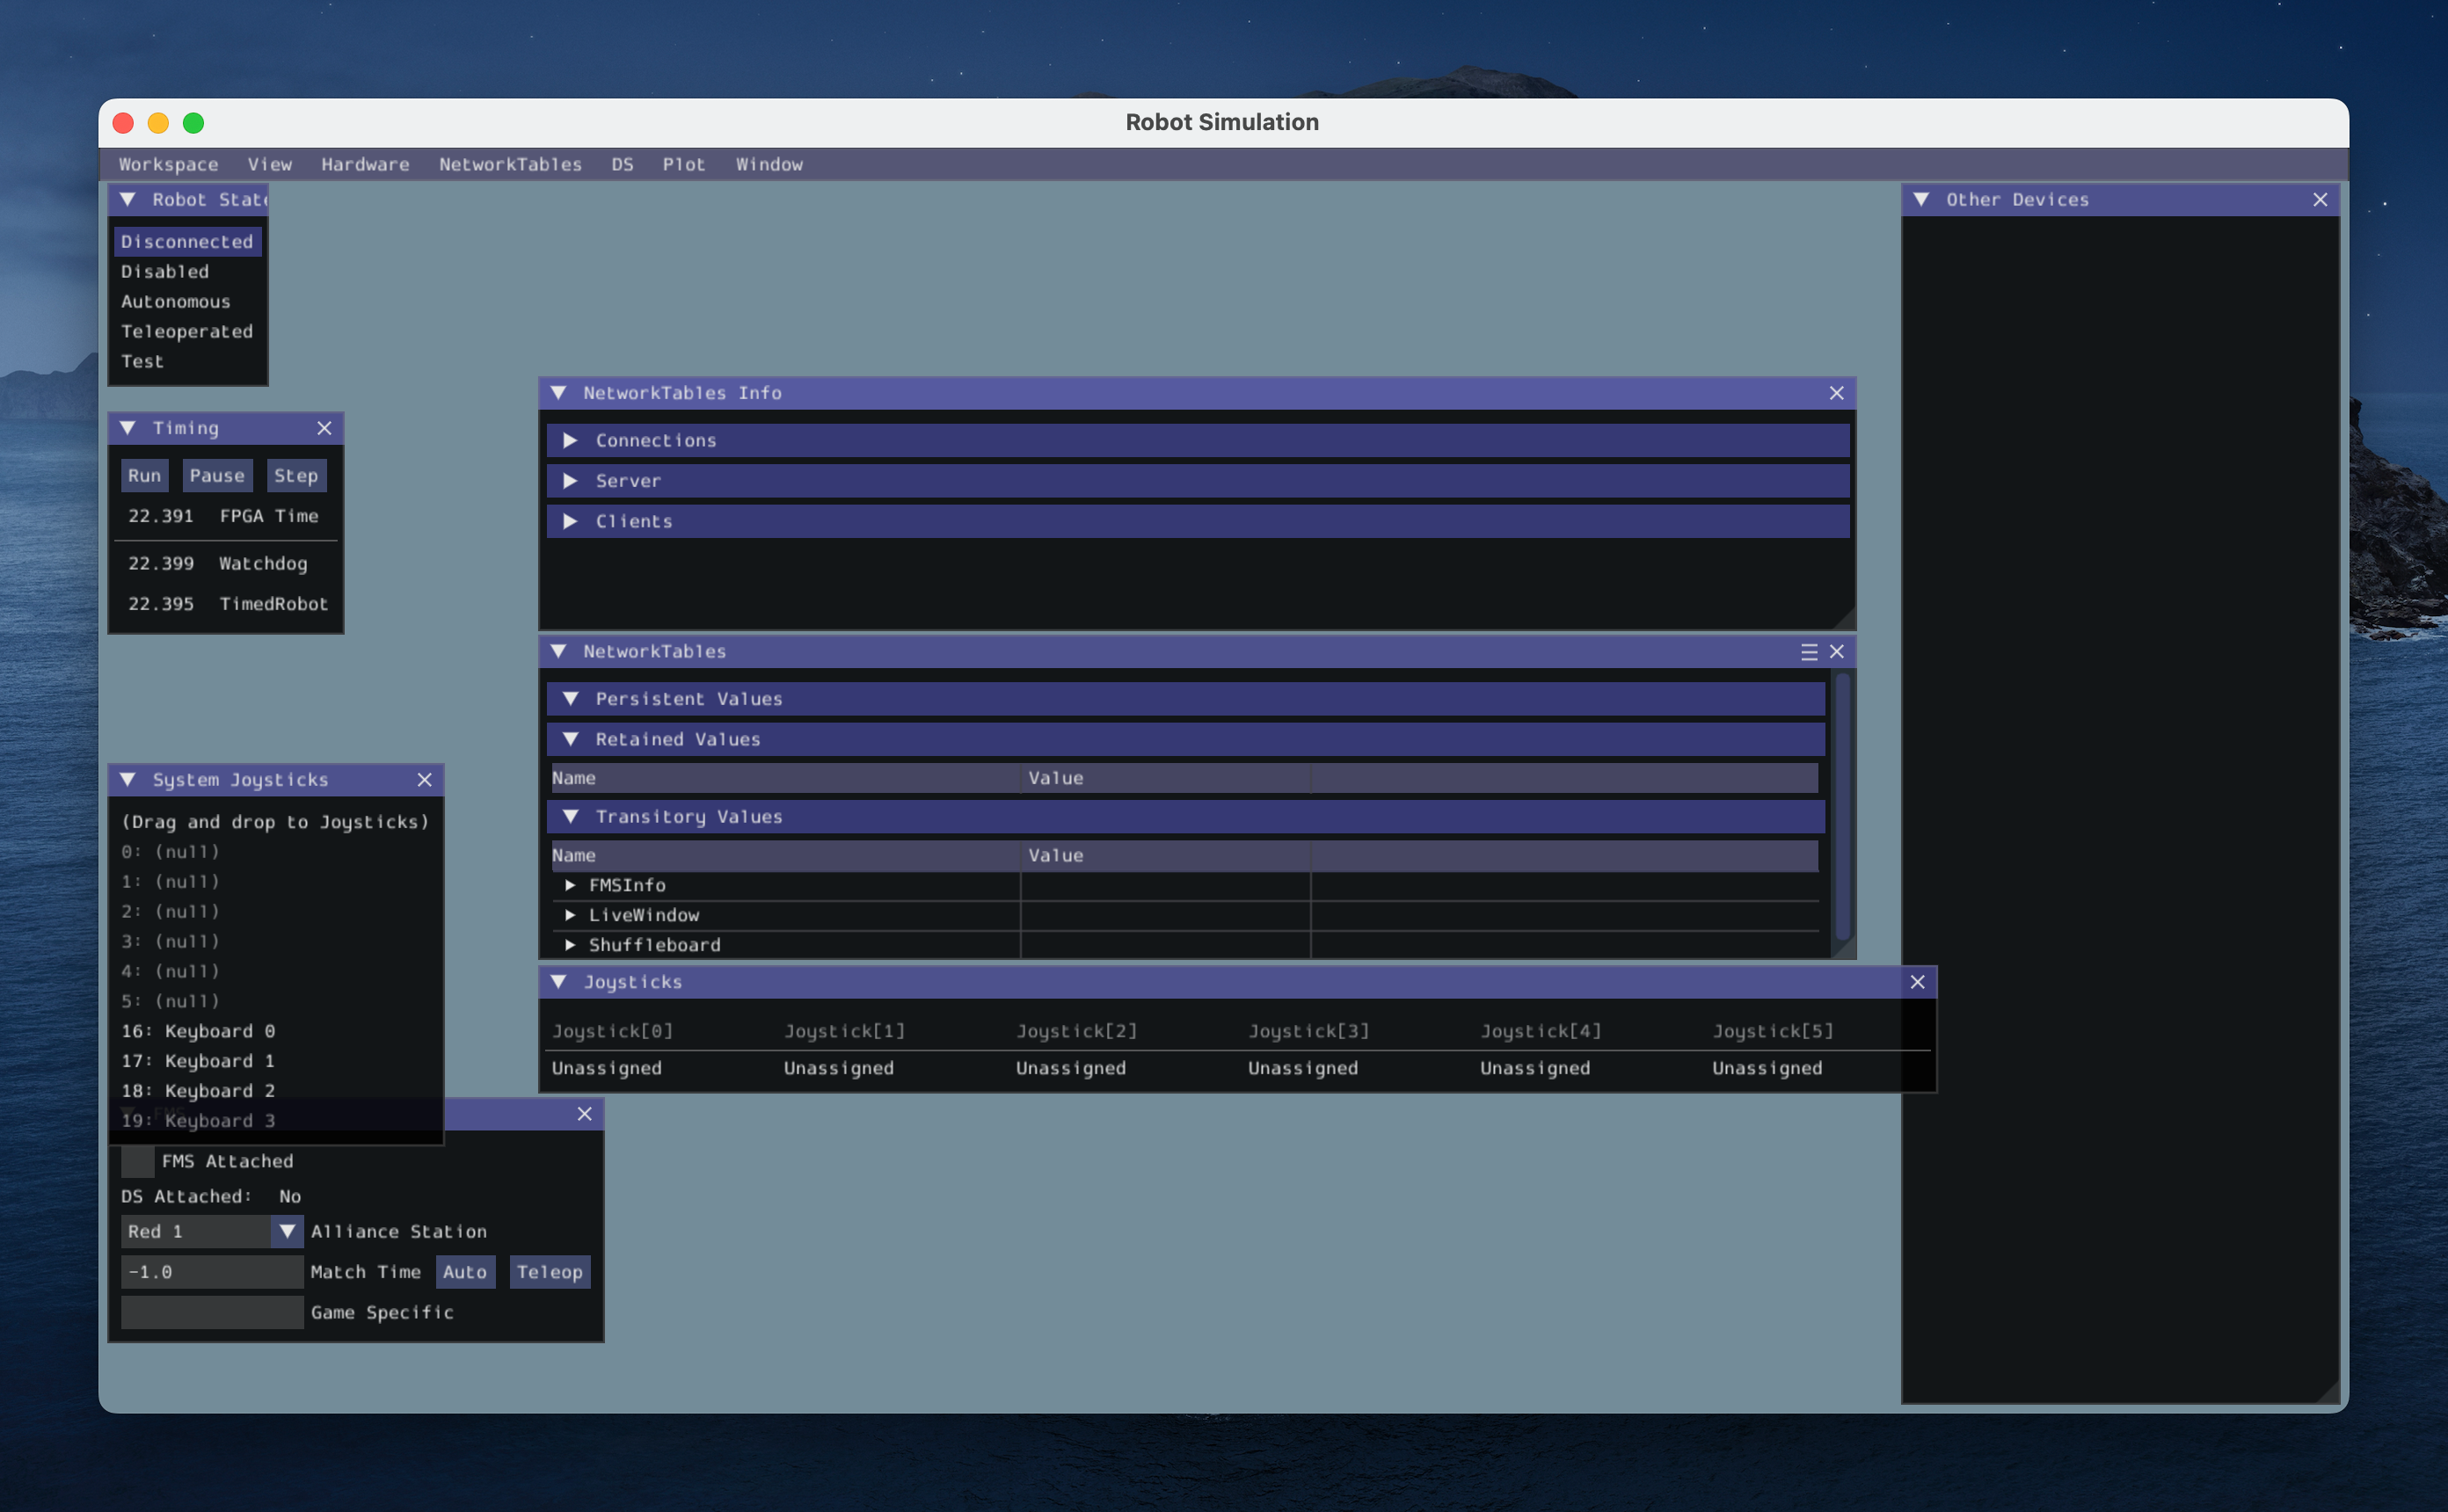 Robot Simulation
Workspace View Hardware NetworkTables DS Plot Window
Robot State
Disconnected
Disabled
Autonomous
Teleoperated
Test
Timing
Run Pause Step
22.391 FPGA Time
22.399 Watchdog
22.395 TimedRobot
System Joysticks
(Drag and drop to Joysticks)
0: (null)
1: (null)
2: (null)
3: (null)
4: (null)
5: (null)
16: Keyboard 0
17: Keyboard 1
18: Keyboard 2
19: Keyboard 3
FMS
FMS Attached
DS Attached: No
Red 1 Alliance Station
-1.0 Match Time Auto Teleop
Game Specific
NetworkTables Info
Connections
Server
Clients
NetworkTables
Persistent Values
Retained Values
Name Value
Transitory Values
Name Value
FMSInfo
LiveWindow
Shuffleboard
Joysticks
Joystick[0] Joystick[1] Joystick[2] Joystick[3] Joystick[4] Joystick[5]
Unassigned Unassigned Unassigned Unassigned Unassigned Unassigned
Other Devices